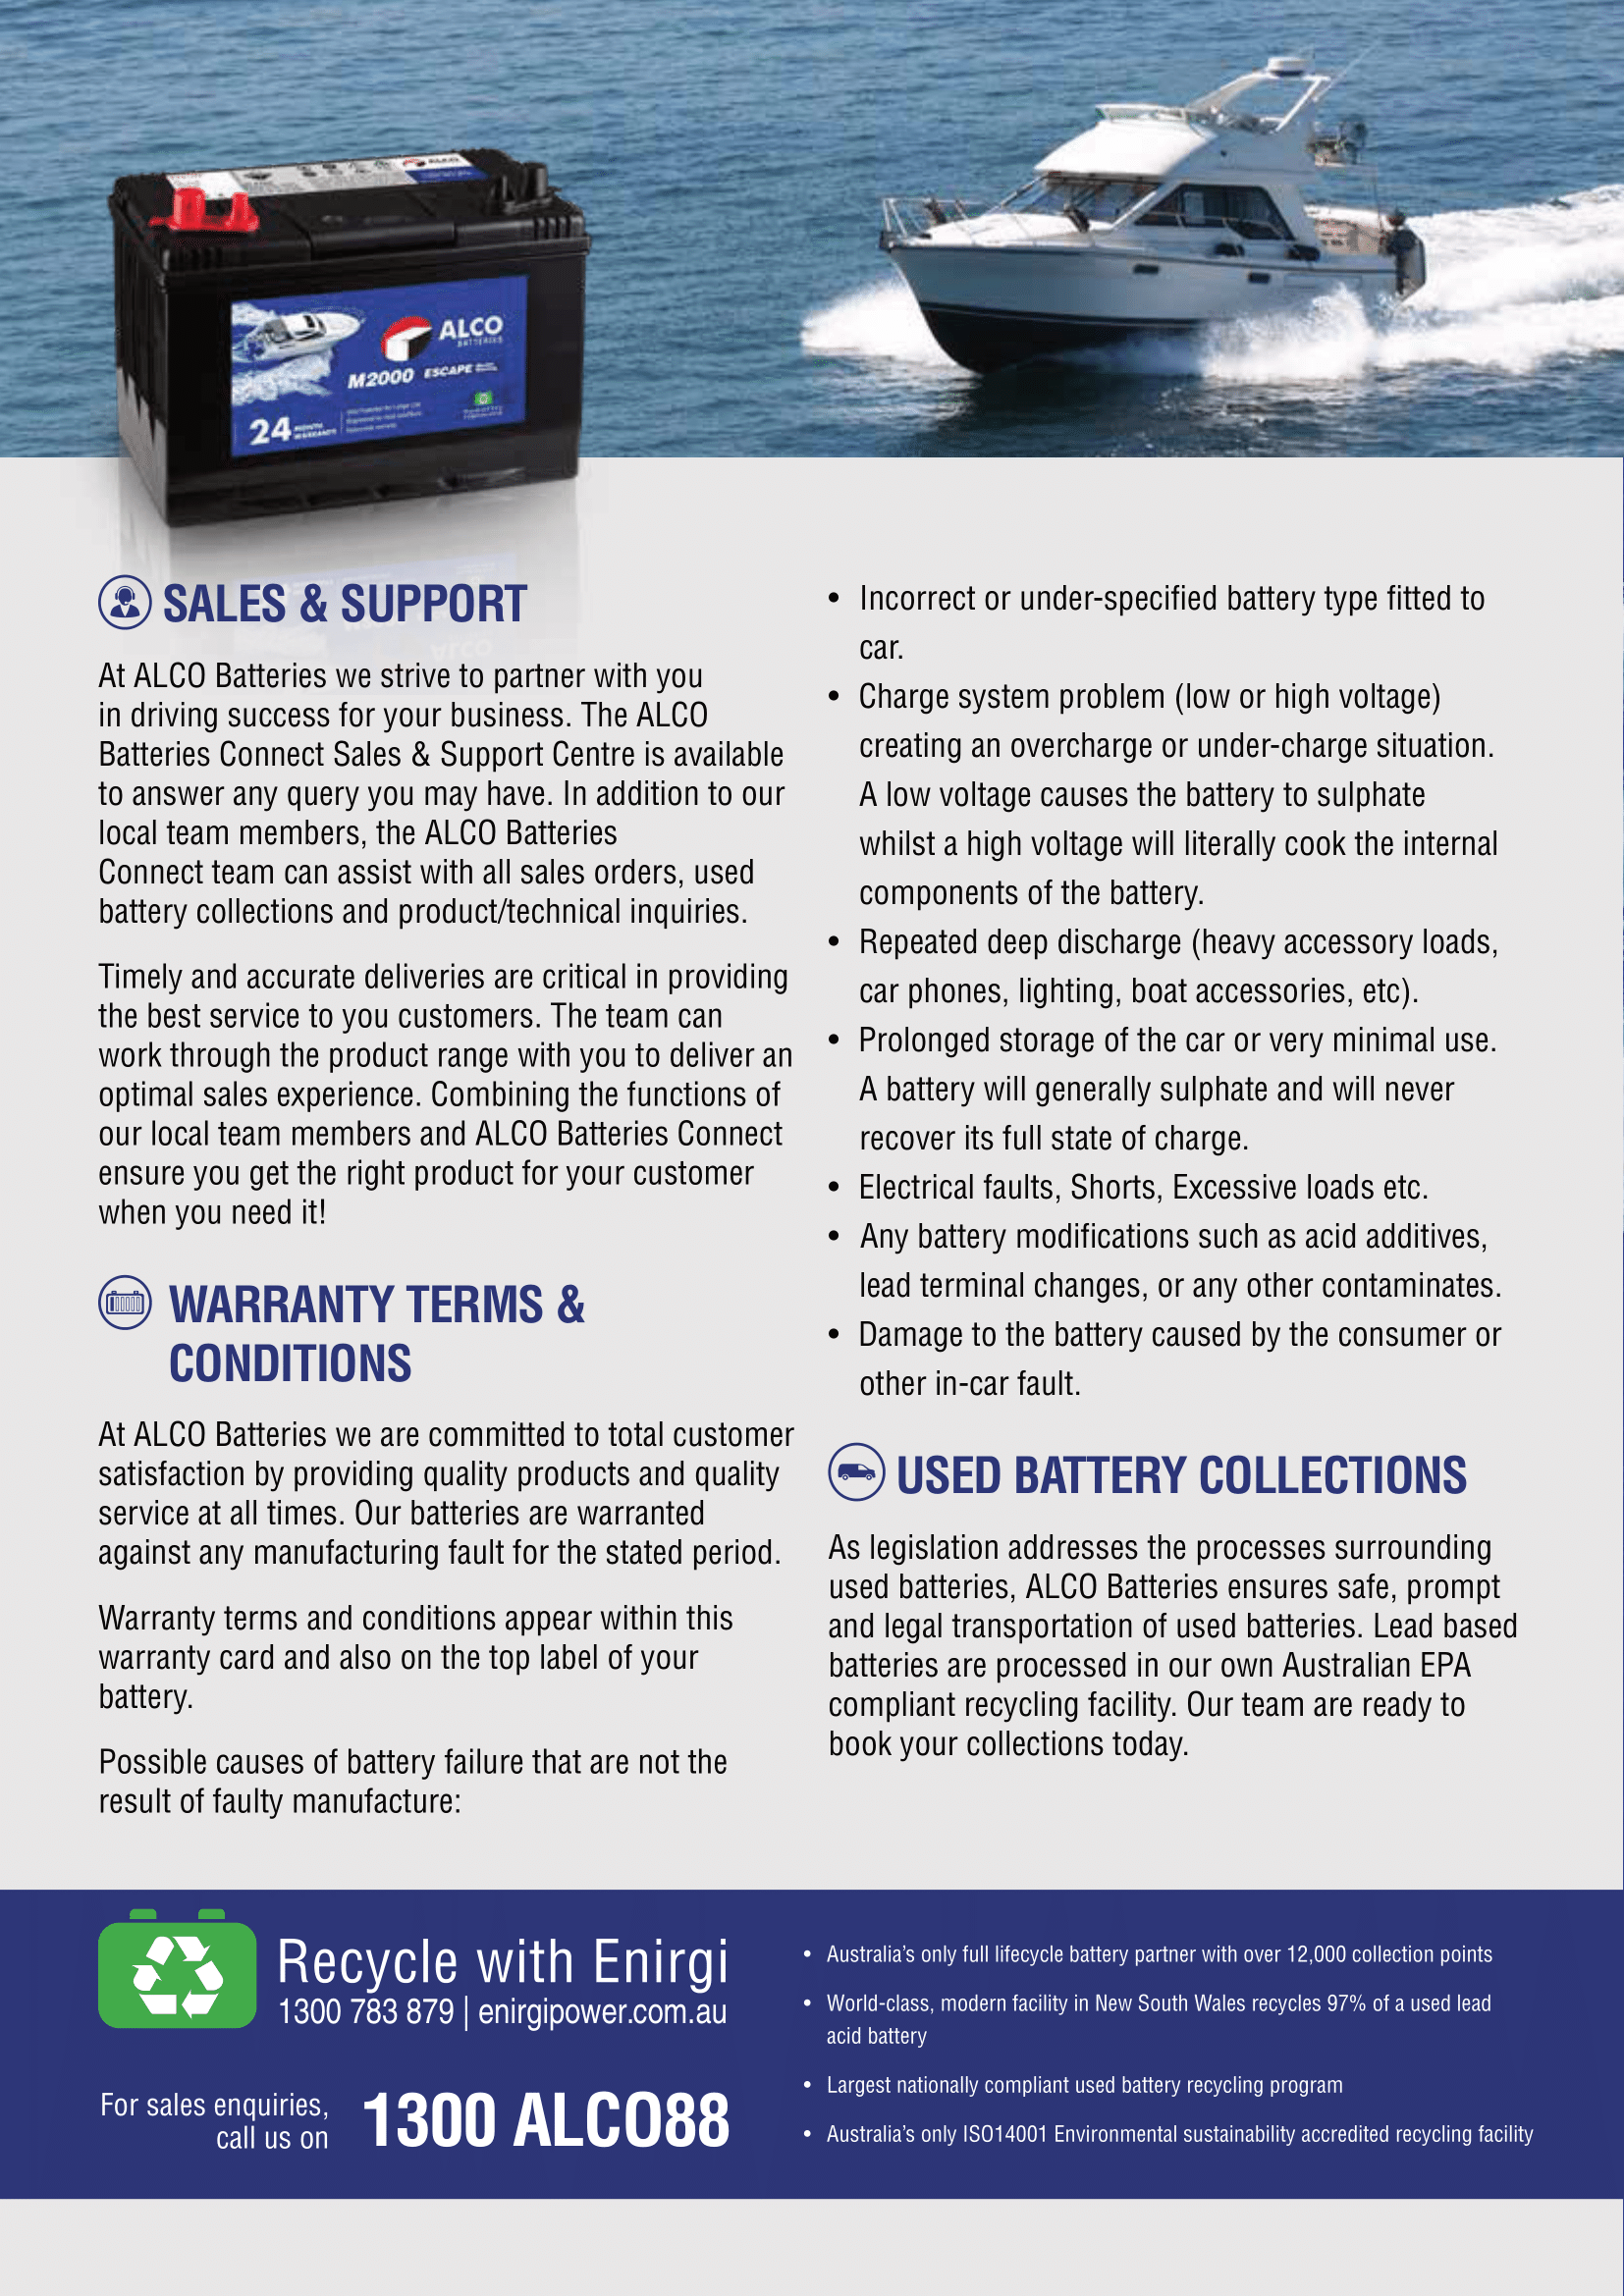 ALCO
ALCO
BATTERIES
M2000 ESCAPE
24 MONTH
WARRANTY
SALES & SUPPORT
At ALCO Batteries we strive to partner with you
in driving success for your business. The ALCO
Batteries Connect Sales & Support Centre is available
to answer any query you may have. In addition to our
local team members, the ALCO Batteries
Connect team can assist with all sales orders, used
battery collections and product/technical inquiries.
Timely and accurate deliveries are critical in providing
the best service to you customers. The team can
work through the product range with you to deliver an
optimal sales experience. Combining the functions of
our local team members and ALCO Batteries Connect
ensure you get the right product for your customer
when you need it!
WARRANTY TERMS &
CONDITIONS
At ALCO Batteries we are committed to total customer
satisfaction by providing quality products and quality
service at all times. Our batteries are warranted
against any manufacturing fault for the stated period.
Warranty terms and conditions appear within this
warranty card and also on the top label of your
battery.
Possible causes of battery failure that are not the
result of faulty manufacture:
• Incorrect or under-specified battery type fitted to
car.
• Charge system problem (low or high voltage)
creating an overcharge or under-charge situation.
A low voltage causes the battery to sulphate
whilst a high voltage will literally cook the internal
components of the battery.
• Repeated deep discharge (heavy accessory loads,
car phones, lighting, boat accessories, etc).
• Prolonged storage of the car or very minimal use.
A battery will generally sulphate and will never
recover its full state of charge.
• Electrical faults, Shorts, Excessive loads etc.
• Any battery modifications such as acid additives,
lead terminal changes, or any other contaminates.
• Damage to the battery caused by the consumer or
other in-car fault.
USED BATTERY COLLECTIONS
As legislation addresses the processes surrounding
used batteries, ALCO Batteries ensures safe, prompt
and legal transportation of used batteries. Lead based
batteries are processed in our own Australian EPA
compliant recycling facility. Our team are ready to
book your collections today.
Recycle with Enirgi
1300 783 879 | enirgipower.com.au
For sales enquiries,
call us on
1300 ALCO88
• Australia's only full lifecycle battery partner with over 12,000 collection points
• World-class, modern facility in New South Wales recycles 97% of a used lead
acid battery
• Largest nationally compliant used battery recycling program
• Australia's only ISO14001 Environmental sustainability accredited recycling facility